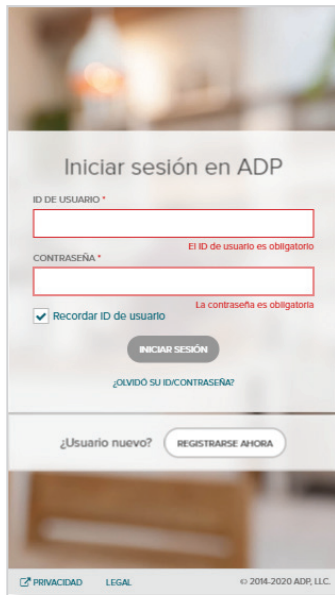 Iniciar sesión en ADP
ID DE USUARIO *
El ID de usuario es obligatorio
CONTRASEÑA *
La contraseña es obligatoria
Recordar ID de usuario
INICIAR SESIÓN
¿OLVIDÓ SU ID/CONTRASEÑA?
¿Usuario nuevo? REGISTRARSE AHORA
PRIVACIDAD LEGAL © 2014-2020 ADP, LLC.